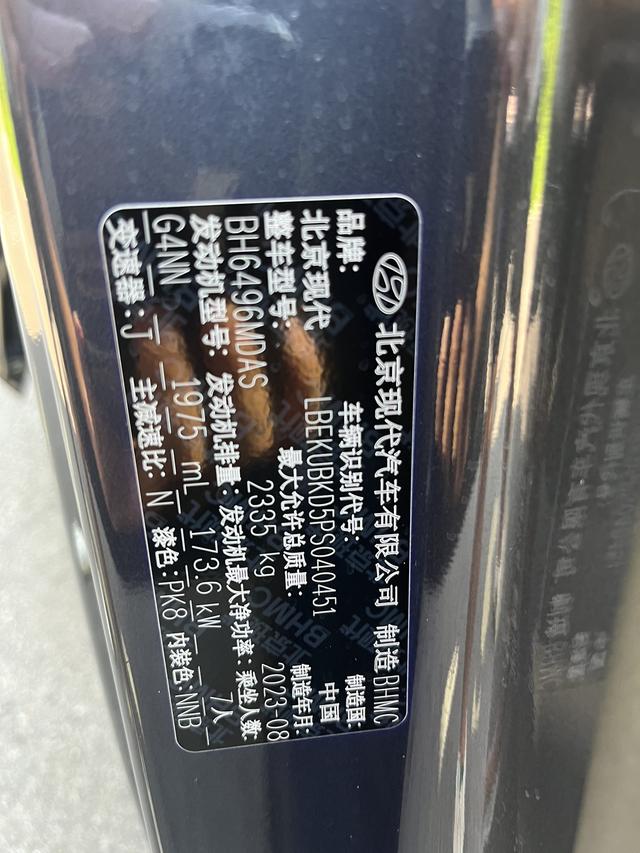 北京现代汽车有限公司 制造 BHMC
品牌: 车辆识别代号: 制造国:
北京现代 LBEKUBKD5PS040451 中国
整车型号: 最大允许总质量: 制造年月:
BH6496MDAS 2335 kg 2023-08
发动机型号: 发动机排量: 发动机最大净功率: 乘坐人数:
G4NN 1975 mL 173.6 kW 7人
变速器: J 主减速比: N 漆色: PK8 内装色: NNB